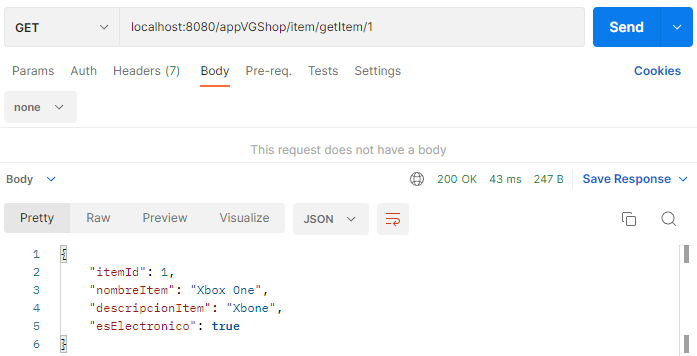 GET localhost:8080/appVGShop/item/getItem/1 Send
Params Auth Headers (7) Body Pre-req. Tests Settings Cookies
none
This request does not have a body
Body 200 OK 43 ms 247 B Save Response
Pretty Raw Preview Visualize JSON
1 {
2 "itemId": 1,
3 "nombreItem": "Xbox One",
4 "descripcionItem": "Xbone",
5 "esElectronico": true
6 }